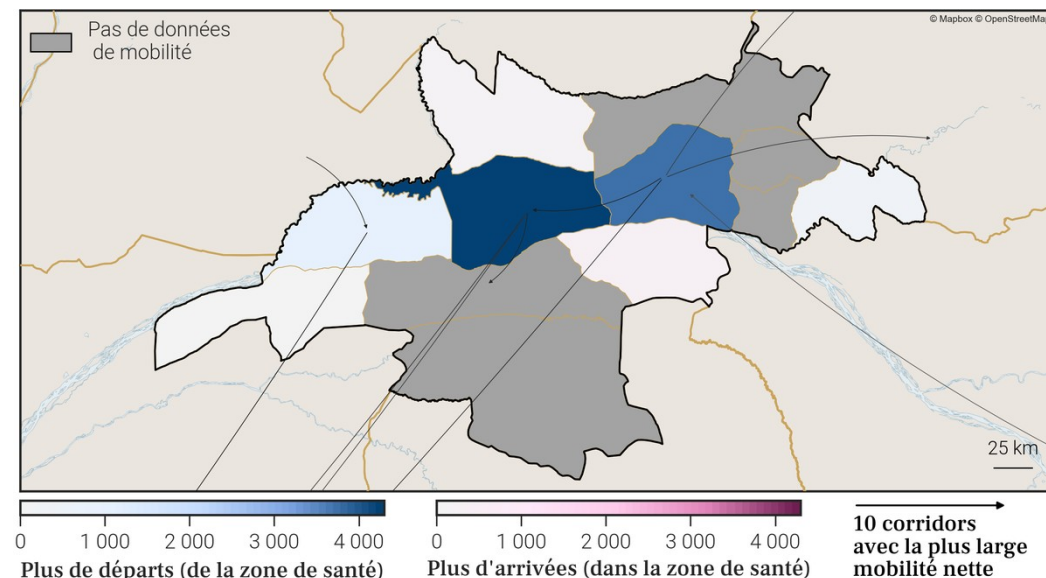 Pas de données
de mobilité
© Mapbox © OpenStreetMap
25 km
0 1 000 2 000 3 000 4 000
Plus de départs (de la zone de santé)
0 1 000 2 000 3 000 4 000
Plus d'arrivées (dans la zone de santé)
10 corridors
avec la plus large
mobilité nette